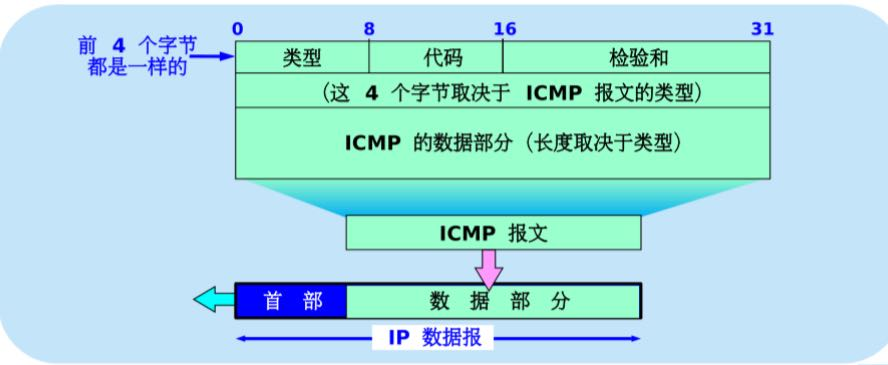 0 8 16 31
前 4 个字节
都是一样的
类型 代码 检验和
(这 4 个字节取决于 ICMP 报文的类型)
ICMP 的数据部分 (长度取决于类型)
ICMP 报文
首 部 数 据 部 分
IP 数据报